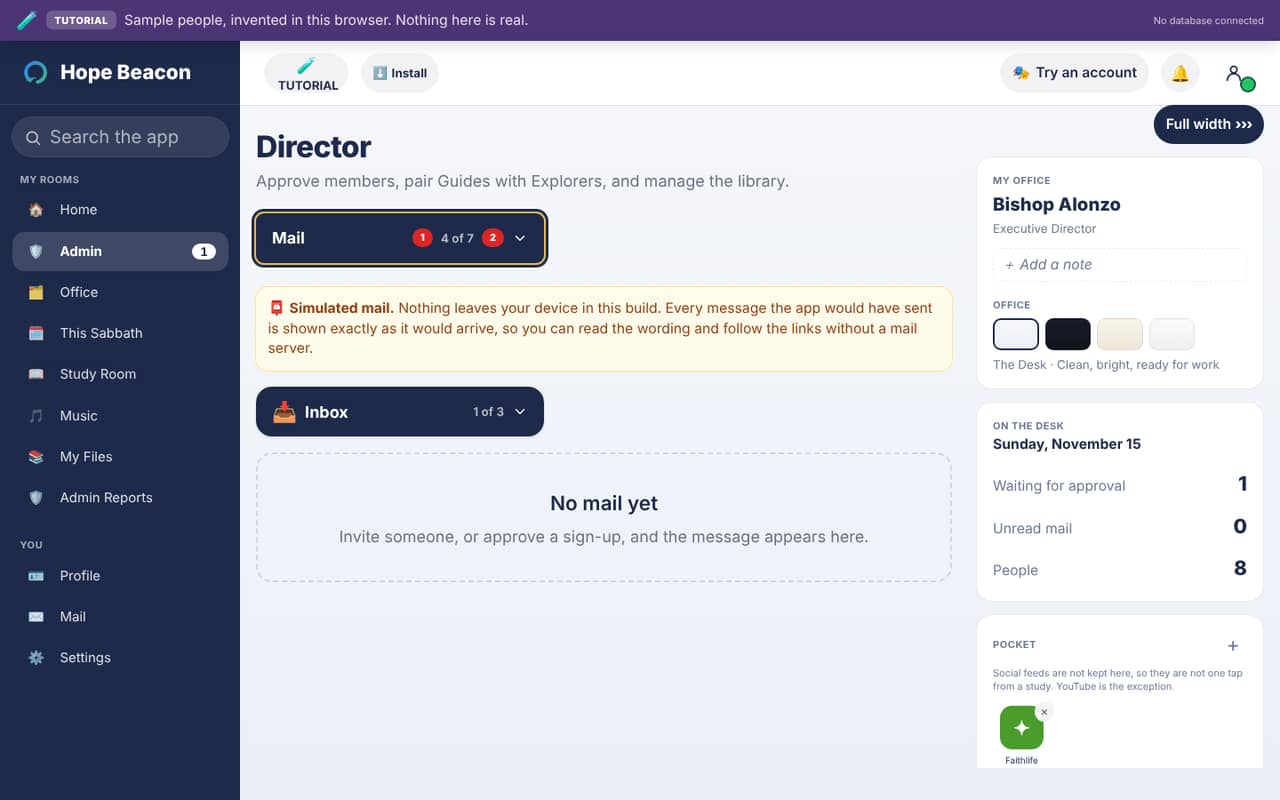 TUTORIAL Sample people, invented in this browser. Nothing here is real.
No database connected
Hope Beacon
Search the app
MY ROOMS
Home
Admin 1
Office
This Sabbath
Study Room
Music
My Files
Admin Reports
YOU
Profile
Mail
Settings
TUTORIAL
Install
Try an account
Full width ›››
Director
Approve members, pair Guides with Explorers, and manage the library.
Mail 1 4 of 7 2
Simulated mail. Nothing leaves your device in this build. Every message the app would have sent
is shown exactly as it would arrive, so you can read the wording and follow the links without a mail
server.
Inbox 1 of 3
No mail yet
Invite someone, or approve a sign-up, and the message appears here.
MY OFFICE
Bishop Alonzo
Executive Director
+ Add a note
OFFICE
The Desk · Clean, bright, ready for work
ON THE DESK
Sunday, November 15
Waiting for approval 1
Unread mail 0
People 8
POCKET +
Social feeds are not kept here, so they are not one tap
from a study. YouTube is the exception.
×
Faithlife